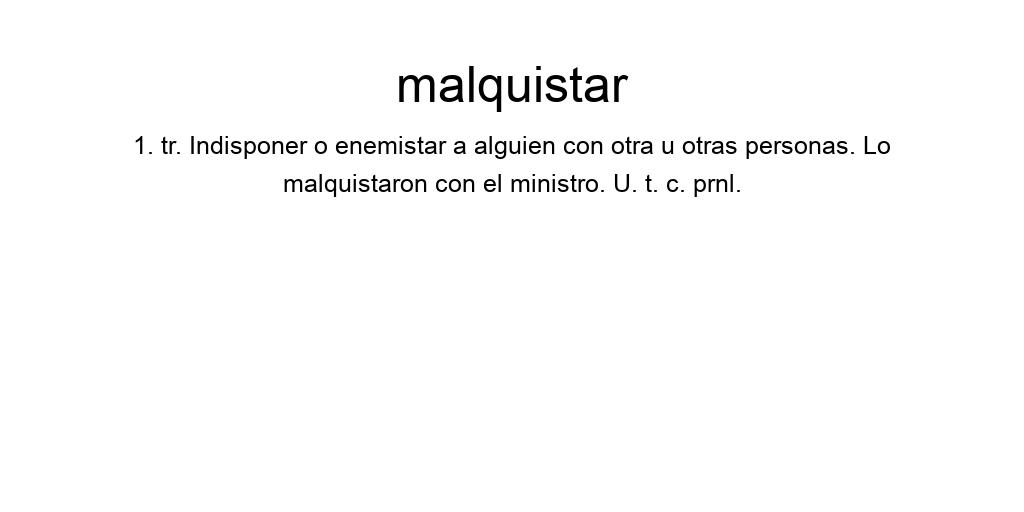 malquistar
1. tr. Indisponer o enemistar a alguien con otra u otras personas. Lo
malquistaron con el ministro. U. t. c. prnl.